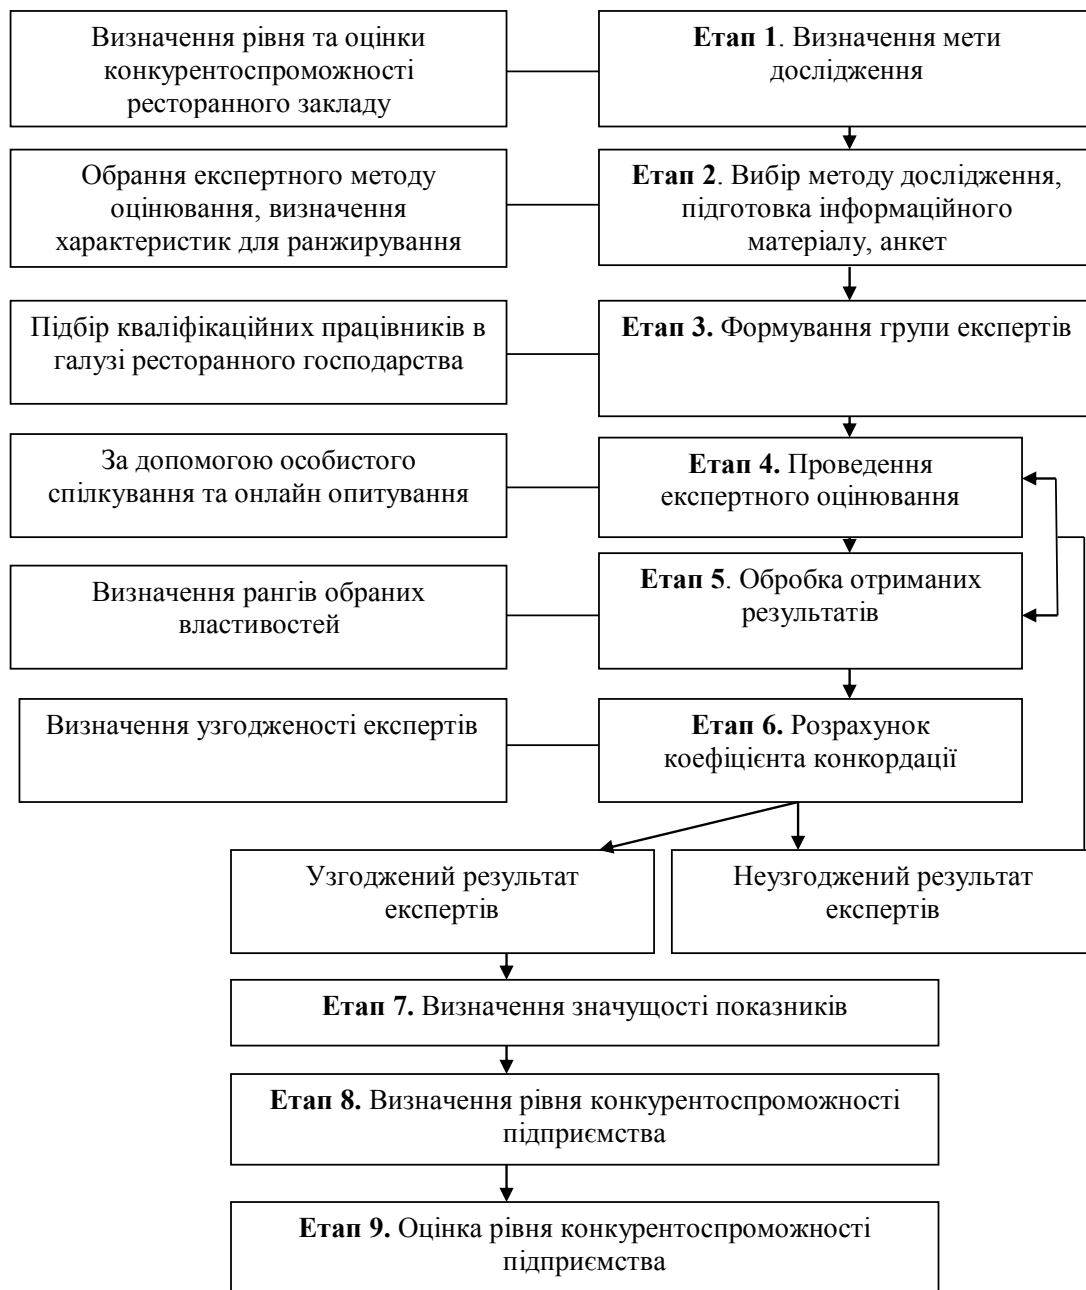 Визначення рівня та оцінки
конкурентоспроможності
ресторанного закладу
Етап 1. Визначення мети
дослідження
Обрання експертного методу
оцінювання, визначення
характеристик для ранжирування
Етап 2. Вибір методу дослідження,
підготовка інформаційного
матеріалу, анкет
Підбір кваліфікаційних працівників в
галузі ресторанного господарства
Етап 3. Формування групи експертів
За допомогою особистого
спілкування та онлайн опитування
Етап 4. Проведення
експертного оцінювання
Визначення рангів обраних
властивостей
Етап 5. Обробка отриманих
результатів
Визначення узгодженості експертів
Етап 6. Розрахунок
коефіцієнта конкордації
Узгоджений результат
експертів
Неузгоджений результат
експертів
Етап 7. Визначення значущості показників
Етап 8. Визначення рівня конкурентоспроможності
підприємства
Етап 9. Оцінка рівня конкурентоспроможності
підприємства